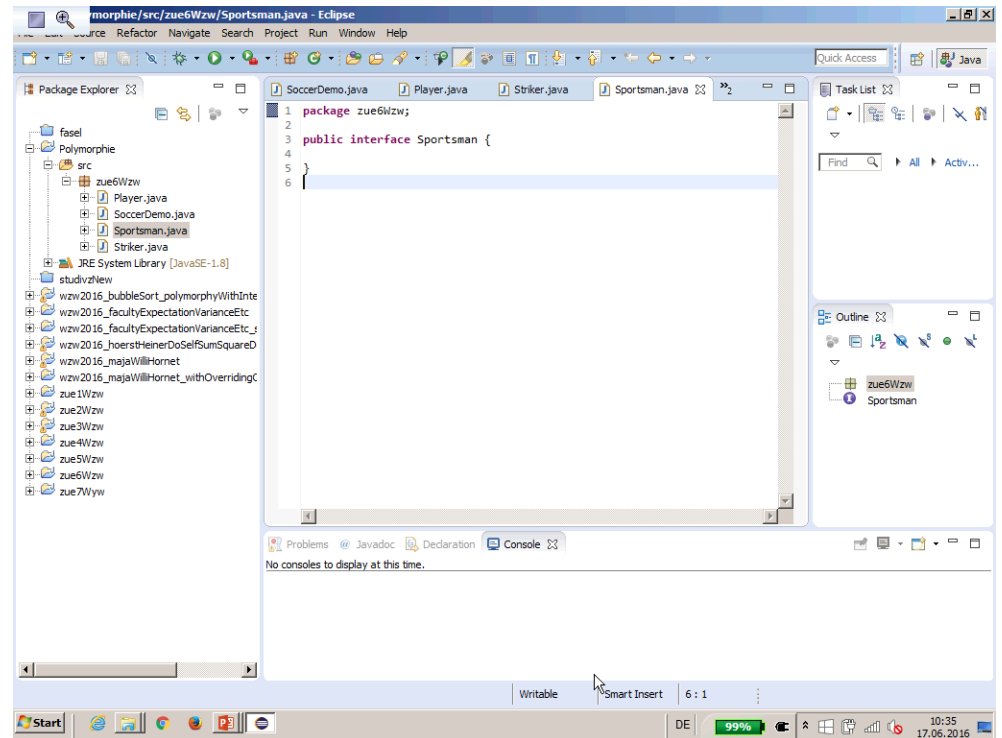 ymorphie/src/zue6Wzw/Sportsman.java - Eclipse
Refactor Navigate Search Project Run Window Help
Quick Access
Java
Package Explorer
fasel
Polymorphie
src
zue6Wzw
Player.java
SoccerDemo.java
Sportsman.java
Striker.java
JRE System Library [JavaSE-1.8]
studivzNew
wzw2016_bubbleSort_polymorphyWithInte
wzw2016_facultyExpectationVarianceEtc
wzw2016_facultyExpectationVarianceEtc_s
wzw2016_hoerstHeinerDoSelfSumSquareD
wzw2016_majaWilliHornet
wzw2016_majaWilliHornet_withOverridingC
zue1Wzw
zue2Wzw
zue3Wzw
zue4Wzw
zue5Wzw
zue6Wzw
zue7Wyw
SoccerDemo.java Player.java Striker.java Sportsman.java »2
1 package zue6Wzw;
2
3 public interface Sportsman {
4
5 }
6
Task List
Find All Activ...
Outline
zue6Wzw
Sportsman
Problems @ Javadoc Declaration Console
No consoles to display at this time.
Writable Smart Insert 6 : 1
Start DE 99% 10:35
17.06.2016